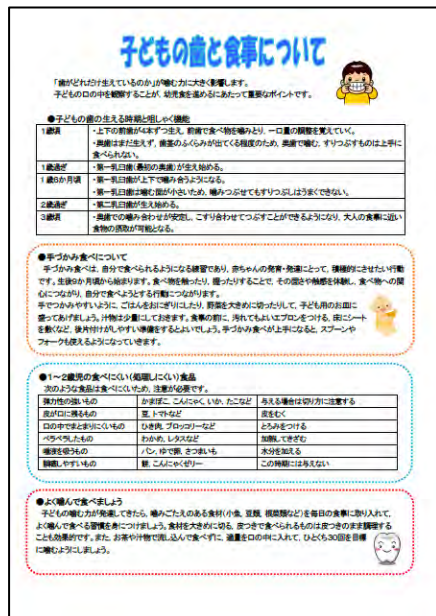 子どもの歯と食事について
「歯がどれだけ生えているのか」が噛む力に大きく影響します。
子どもの口の中を観察することが、幼児食を進めるにあたって重要なポイントです。
●子どもの歯の生える時期と咀しゃく機能
1歳頃 ・上下の前歯が4本ずつ生え、前歯で食べ物を噛みとり、一口量の調整を覚えていく。
・奥歯はまだ生えず、歯茎のふくらみが出てくる程度のため、奥歯で噛む、すりつぶすものは上手に
食べられない。
1歳過ぎ ・第一乳臼歯(最初の奥歯)が生え始める。
1歳6か月頃 ・第一乳臼歯が上下で噛み合うようになる。
・第一乳臼歯は噛む面が小さいため、噛みつぶせてもすりつぶしはうまくできない。
2歳過ぎ ・第二乳臼歯が生え始める。
3歳頃 ・奥歯での噛み合わせが安定し、こすり合わせてつぶすことができるようになり、大人の食事に近い
食物の摂取が可能となる。
●手づかみ食べについて
手づかみ食べは、自分で食べられるようになる練習であり、赤ちゃんの発育・発達にとって、積極的にさせたい行動
です。生後9か月頃から始まります。食べ物を触ったり、握ったりすることで、その固さや触感を体験し、食べ物への関
心につながり、自分で食べようとする行動につながります。
手でつかみやすいように、ごはんをおにぎりにしたり、野菜を大きめに切ったりして、子ども用のお皿に
盛ってあげましょう。汁物は少量にしておきます。食事の前に、汚れてもよいエプロンをつける、床にシート
を敷くなど、後片付けがしやすい準備をするとよいでしょう。手づかみ食べが上手になると、スプーンや
フォークも使えるようになっていきます。
●1～2歳児の食べにくい(処理しにくい)食品
次のような食品は食べにくいため、注意が必要です。
弾力性の強いもの かまぼこ、こんにゃく、いか、たこなど 与える場合は切り方に注意する
皮が口に残るもの 豆、トマトなど 皮をむく
口の中でまとまりにくいもの ひき肉、ブロッコリーなど とろみをつける
ペラペラしたもの わかめ、レタスなど 加熱してきざむ
唾液を吸うもの パン、ゆで卵、さつまいも 水分を加える
誤嚥しやすいもの 餅、こんにゃくゼリー この時期には与えない
●よく噛んで食べましょう
子どもの噛む力が発達してきたら、噛みごたえのある食材(小魚、豆類、根菜類など)を毎日の食事に取り入れて、
よく噛んで食べる習慣を身につけましょう。食材を大きめに切る、皮つきで食べられるものは皮つきのまま調理する
ことも効果的です。また、お茶や汁物で流し込んで食べずに、適量を口の中に入れて、ひとくち30回を目標
に噛むようにしましょう。